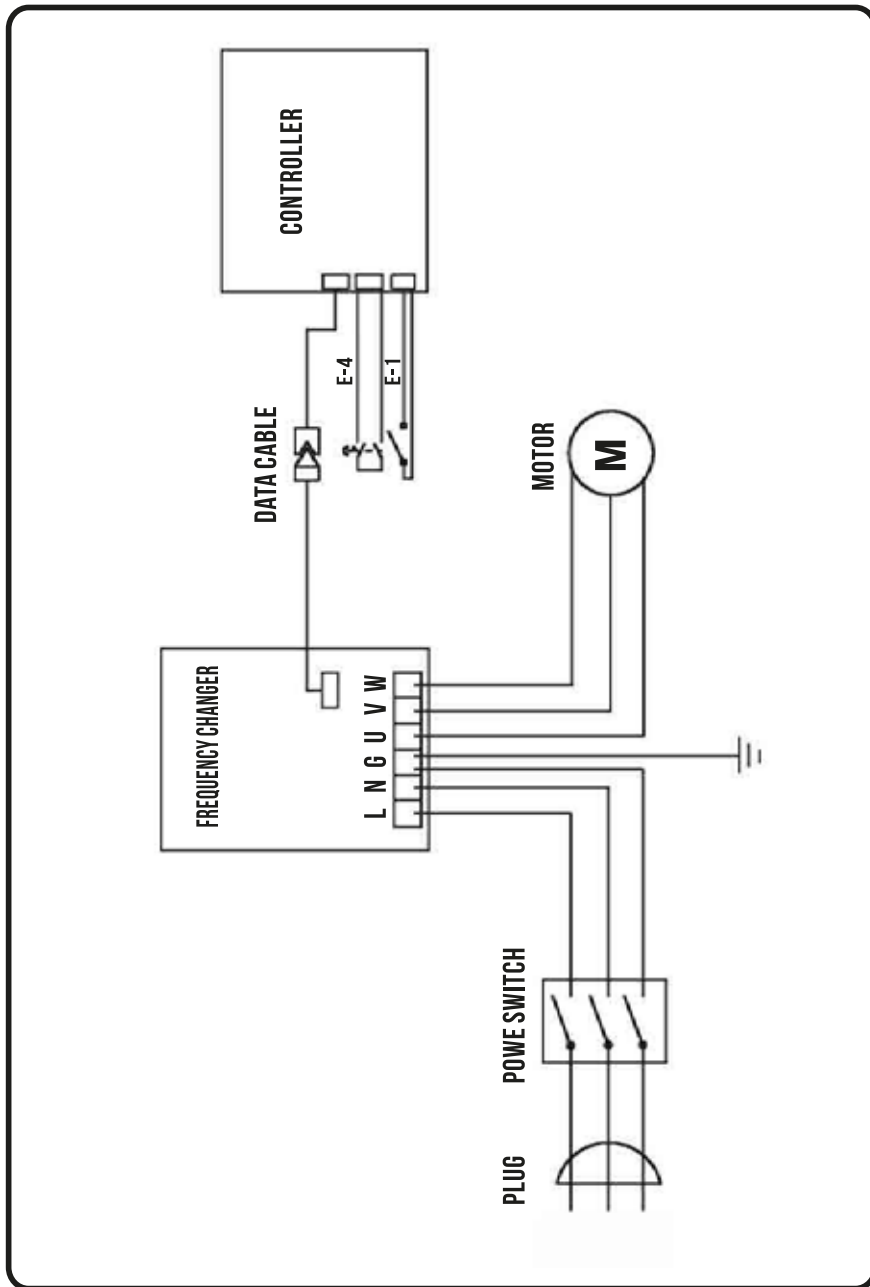 CONTROLLER
E-4
E-1
DATA CABLE
MOTOR
M
FREQUENCY CHANGER
L N G U V W
POWE SWITCH
PLUG